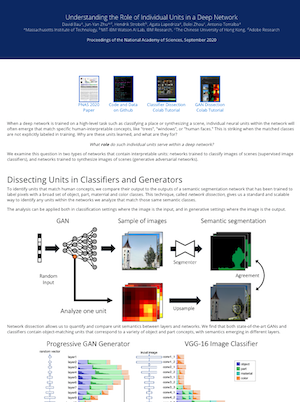 Understanding the Role of Individual Units in a Deep Network
David Bau¹, Jun-Yan Zhu¹⁵, Hendrik Strobelt², Agata Lapedriza³, Bolei Zhou⁴, Antonio Torralba¹
¹Massachusetts Institute of Technology, ²MIT IBM Watson AI Lab, IBM Research, ⁴The Chinese University of Hong Kong, ⁵Adobe Research
Proceedings of the National Academy of Sciences, September 2020
PNAS 2020 Paper
Code and Data on Github
Classifier Dissection Colab Tutorial
GAN Dissection Colab Tutorial
When a deep network is trained on a high-level task such as classifying a place or synthesizing a scene, individual neural units within the network will
often emerge that match specific human-interpretable concepts, like "trees", "windows", or "human faces." This is striking when the matched classes
are not explicitly labeled in training. Why are these units learned, and what are they for?
What role do such individual units serve within a deep network?
We examine this question in two types of networks that contain interpretable units: networks trained to classify images of scenes (supervised image
classifiers), and networks trained to synthesize images of scenes (generative adversarial networks).
Dissecting Units in Classifiers and Generators
To identify units that match human concepts, we compare their output to the outputs of a semantic segmentation network that has been trained to
label pixels with a broad set of object, part, material and color classes. This technique, called network dissection, gives us a standard and scalable
way to identify any units within the networks we analyze that match those same semantic classes.
The analysis can be applied both in classification settings where the image is the input, and in generative settings where the image is the output.
GAN
Sample of images
Semantic segmentation
Segmentor
Random
Input
Agreement
Analyze one unit
Upsample
Network dissection allows us to quantify and compare unit semantics between layers and networks. We find that both state-of-the-art GANs and
classifiers contain object-matching units that correspond to a variety of object and part concepts, with semantics emerging in different layers.
Progressive GAN Generator
VGG-16 Image Classifier
object
part
material
color